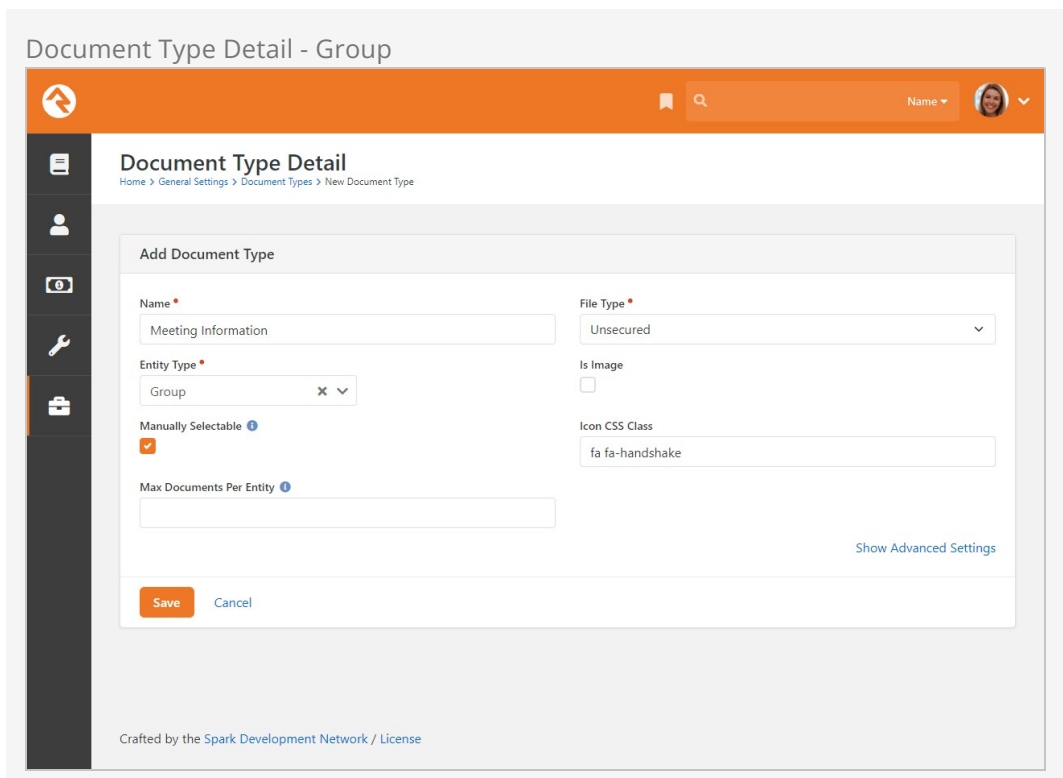 Document Type Detail - Group
Name
Document Type Detail
Home > General Settings > Document Types > New Document Type
Add Document Type
Name
File Type
Meeting Information
Unsecured
Entity Type
Is Image
Group
Manually Selectable
Icon CSS Class
fa fa-handshake
Max Documents Per Entity
Show Advanced Settings
Save Cancel
Crafted by the Spark Development Network / License